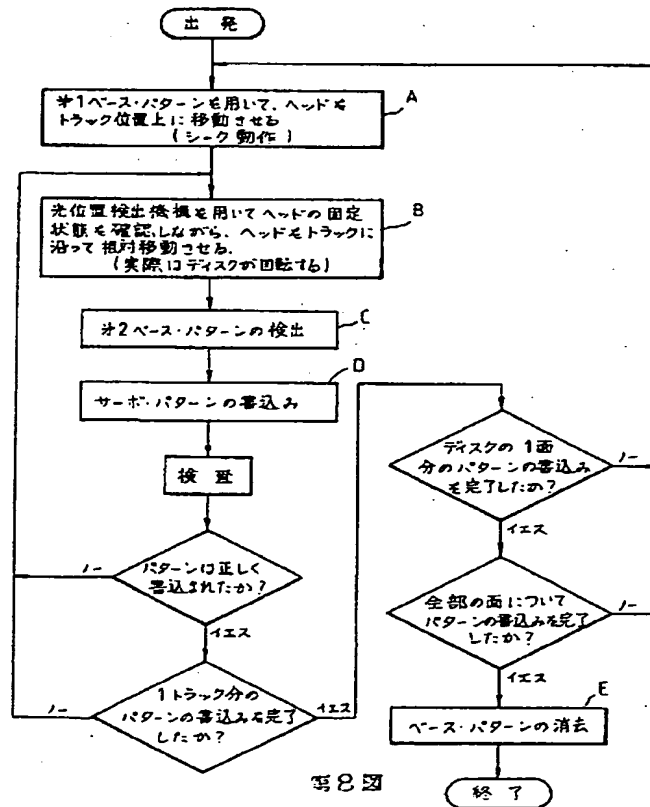 出発
A
*1ベース・パターンを用いて、ヘッドを
トラック位置上に移動させる
(シーク動作)
B
光位置検出機構を用いてヘッドの固定
状態を確認しながら、ヘッドをトラックに
沿って相対移動させる.
(実際はディスクが回転する)
C
*2ベース・パターンの検出
D
サーボ・パターンの書込み
検証
パターンは正しく
書込まれたか?
ノー
イエス
1トラック分の
パターンの書込みを完了
したか?
ノー
イエス
ディスクの1面
分のパターンの書込み
を完了したか?
ノー
イエス
全部の面について
パターンの書込みを完了
したか?
ノー
イエス
E
ベース・パターンの消去
終了
第8図